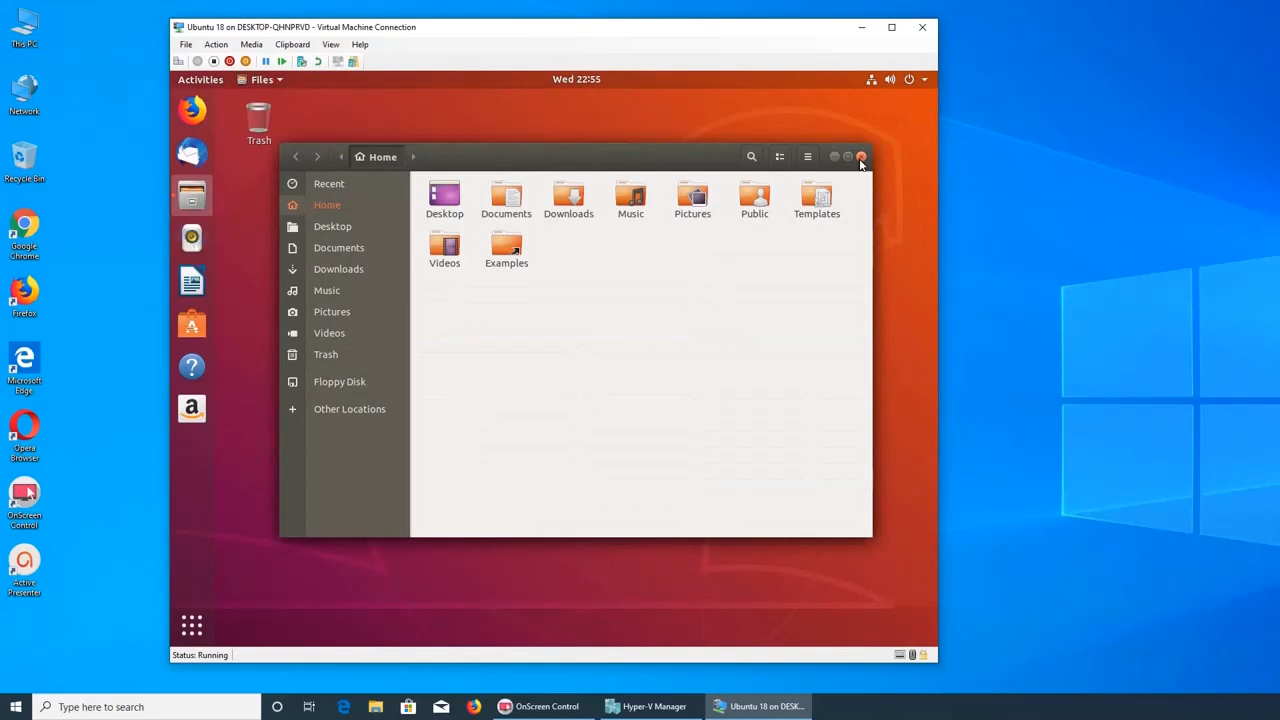 This PC
Network
Recycle Bin
Google
Chrome
Firefox
Microsoft
Edge
Opera
Browser
OnScreen
Control
Active
Presenter
Ubuntu 18 on DESKTOP-QHNPRVD - Virtual Machine Connection
File Action Media Clipboard View Help
Activities Files Wed 22:55
Trash
Home
Recent
Home
Desktop
Documents
Downloads
Music
Pictures
Videos
Trash
Floppy Disk
Other Locations
Desktop Documents Downloads Music Pictures Public Templates
Videos Examples
Status: Running
Type here to search
OnScreen Control
Hyper-V Manager
Ubuntu 18 on DESK...